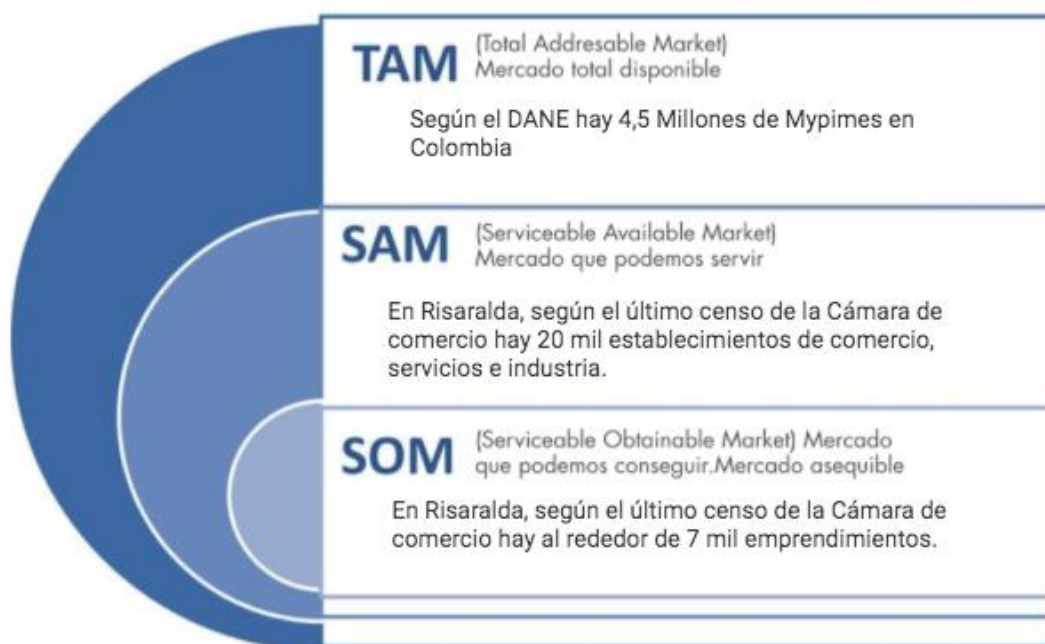 TAM (Total Addresable Market)
Mercado total disponible
Según el DANE hay 4,5 Millones de Mypimes en
Colombia
SAM (Serviceable Available Market)
Mercado que podemos servir
En Risaralda, según el último censo de la Cámara de
comercio hay 20 mil establecimientos de comercio,
servicios e industria.
SOM (Serviceable Obtainable Market) Mercado
que podemos conseguir.Mercado asequible
En Risaralda, según el último censo de la Cámara de
comercio hay al rededor de 7 mil emprendimientos.